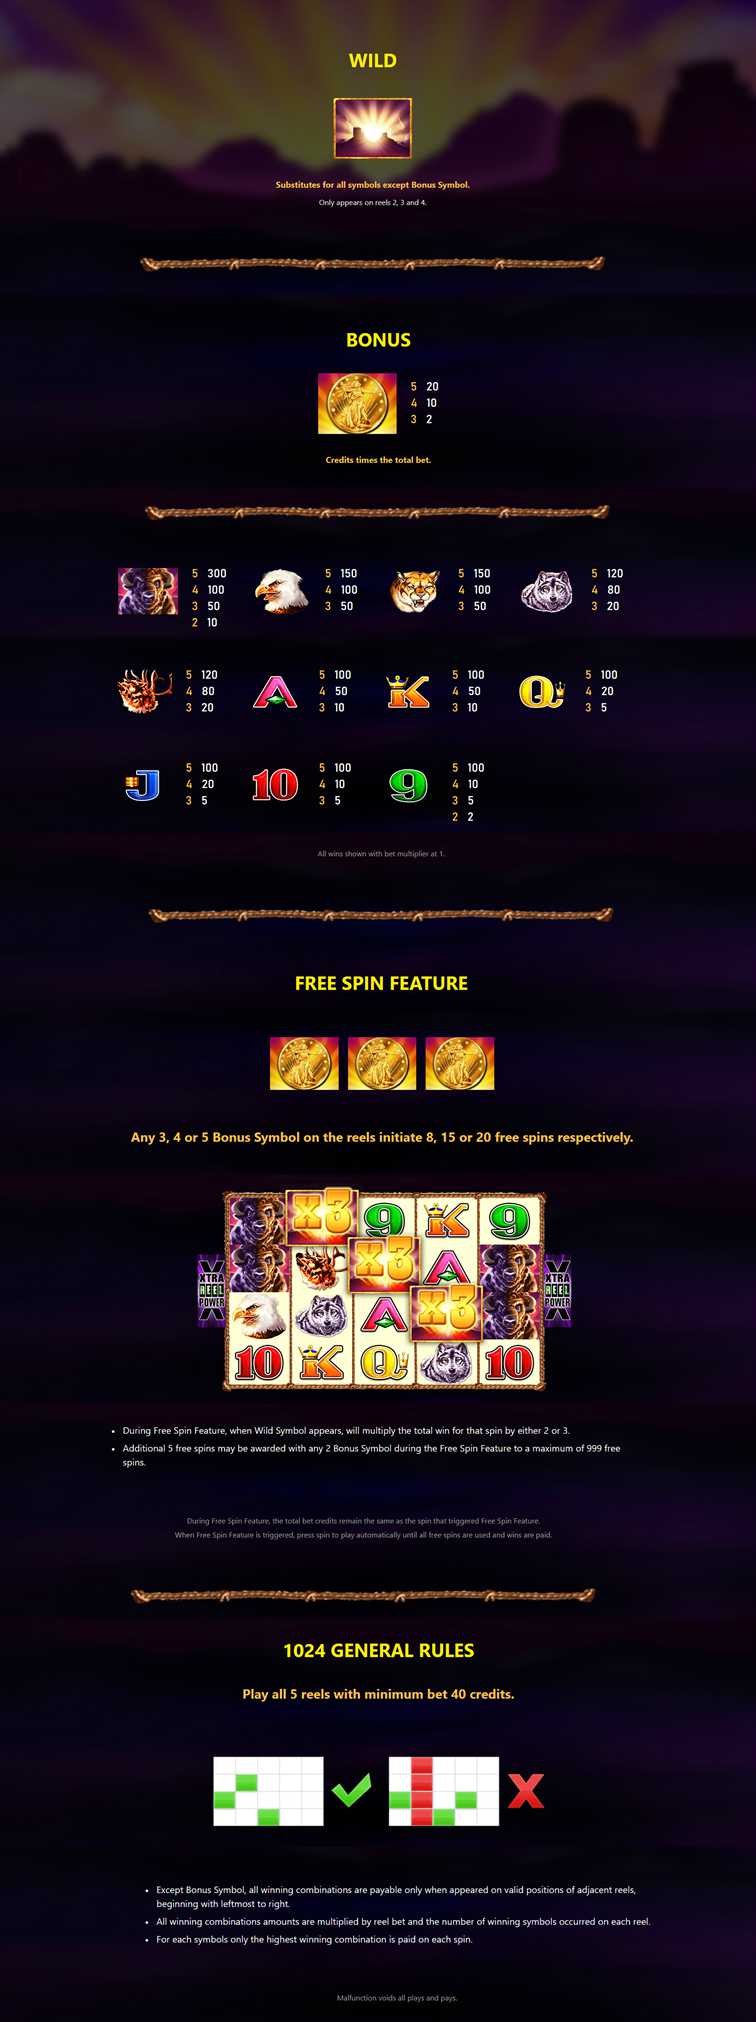 WILD
Substitutes for all symbols except Bonus Symbol.
Only appears on reels 2, 3 and 4.
BONUS
5 20
4 10
3 2
Credits times the total bet.
5 300
4 100
3 50
2 10
5 150
4 100
3 50
5 150
4 100
3 50
5 120
4 80
3 20
5 120
4 80
3 20
A
5 100
4 50
3 10
K
5 100
4 50
3 10
Q
5 100
4 20
3 5
J
5 100
4 20
3 5
10
5 100
4 10
3 5
9
5 100
4 10
3 5
2 2
All wins shown with bet multiplier at 1.
FREE SPIN FEATURE
Any 3, 4 or 5 Bonus Symbol on the reels initiate 8, 15 or 20 free spins respectively.
X3 9 K 9
X3 A
XTRA REEL POWER
XTRA REEL POWER
A X3
10 K Q 10
• During Free Spin Feature, when Wild Symbol appears, will multiply the total win for that spin by either 2 or 3.
• Additional 5 free spins may be awarded with any 2 Bonus Symbol during the Free Spin Feature to a maximum of 999 free
spins.
During Free Spin Feature, the total bet credits remain the same as the spin that triggered Free Spin Feature.
When Free Spin Feature is triggered, press spin to play automatically until all free spins are used and wins are paid.
1024 GENERAL RULES
Play all 5 reels with minimum bet 40 credits.
• Except Bonus Symbol, all winning combinations are payable only when appeared on valid positions of adjacent reels,
beginning with leftmost to right.
• All winning combinations amounts are multiplied by reel bet and the number of winning symbols occurred on each reel.
• For each symbols only the highest winning combination is paid on each spin.
Malfunction voids all plays and pays.